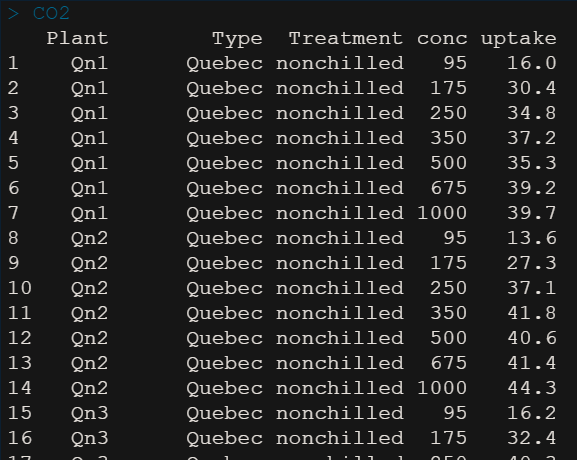 > CO2
Plant Type Treatment conc uptake
1 Qn1 Quebec nonchilled 95 16.0
2 Qn1 Quebec nonchilled 175 30.4
3 Qn1 Quebec nonchilled 250 34.8
4 Qn1 Quebec nonchilled 350 37.2
5 Qn1 Quebec nonchilled 500 35.3
6 Qn1 Quebec nonchilled 675 39.2
7 Qn1 Quebec nonchilled 1000 39.7
8 Qn2 Quebec nonchilled 95 13.6
9 Qn2 Quebec nonchilled 175 27.3
10 Qn2 Quebec nonchilled 250 37.1
11 Qn2 Quebec nonchilled 350 41.8
12 Qn2 Quebec nonchilled 500 40.6
13 Qn2 Quebec nonchilled 675 41.4
14 Qn2 Quebec nonchilled 1000 44.3
15 Qn3 Quebec nonchilled 95 16.2
16 Qn3 Quebec nonchilled 175 32.4